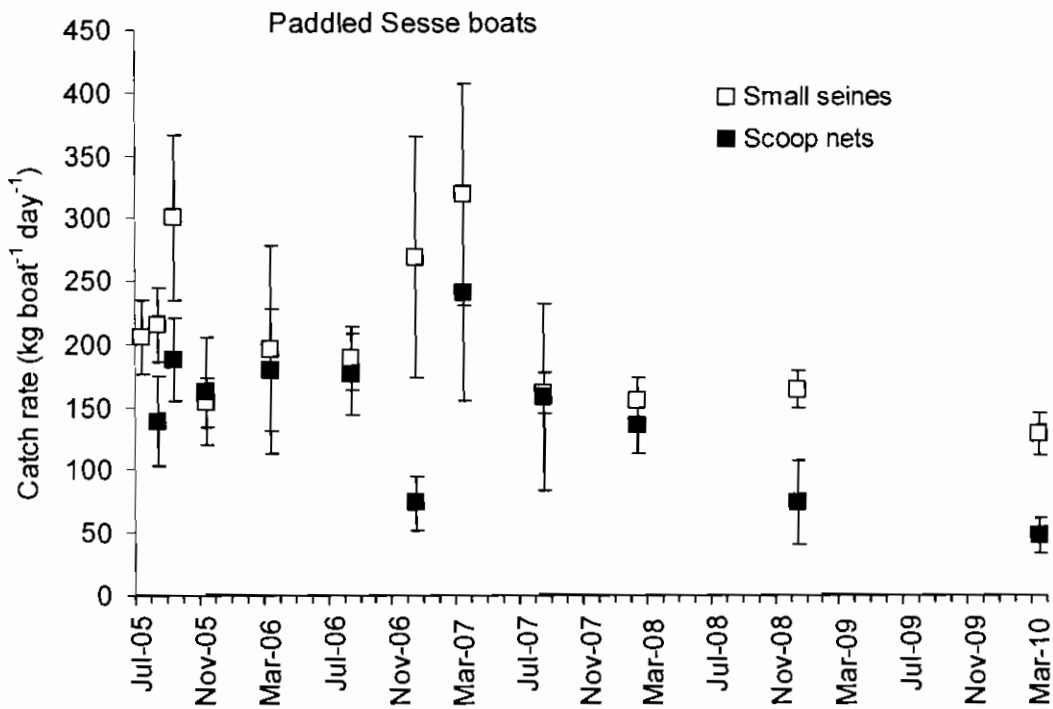 Paddled Sesse boats
Small seines
Scoop nets
Catch rate (kg boat⁻¹ day⁻¹)
450
400
350
300
250
200
150
100
50
0
Jul-05
Nov-05
Mar-06
Jul-06
Nov-06
Mar-07
Jul-07
Nov-07
Mar-08
Jul-08
Nov-08
Mar-09
Jul-09
Nov-09
Mar-10